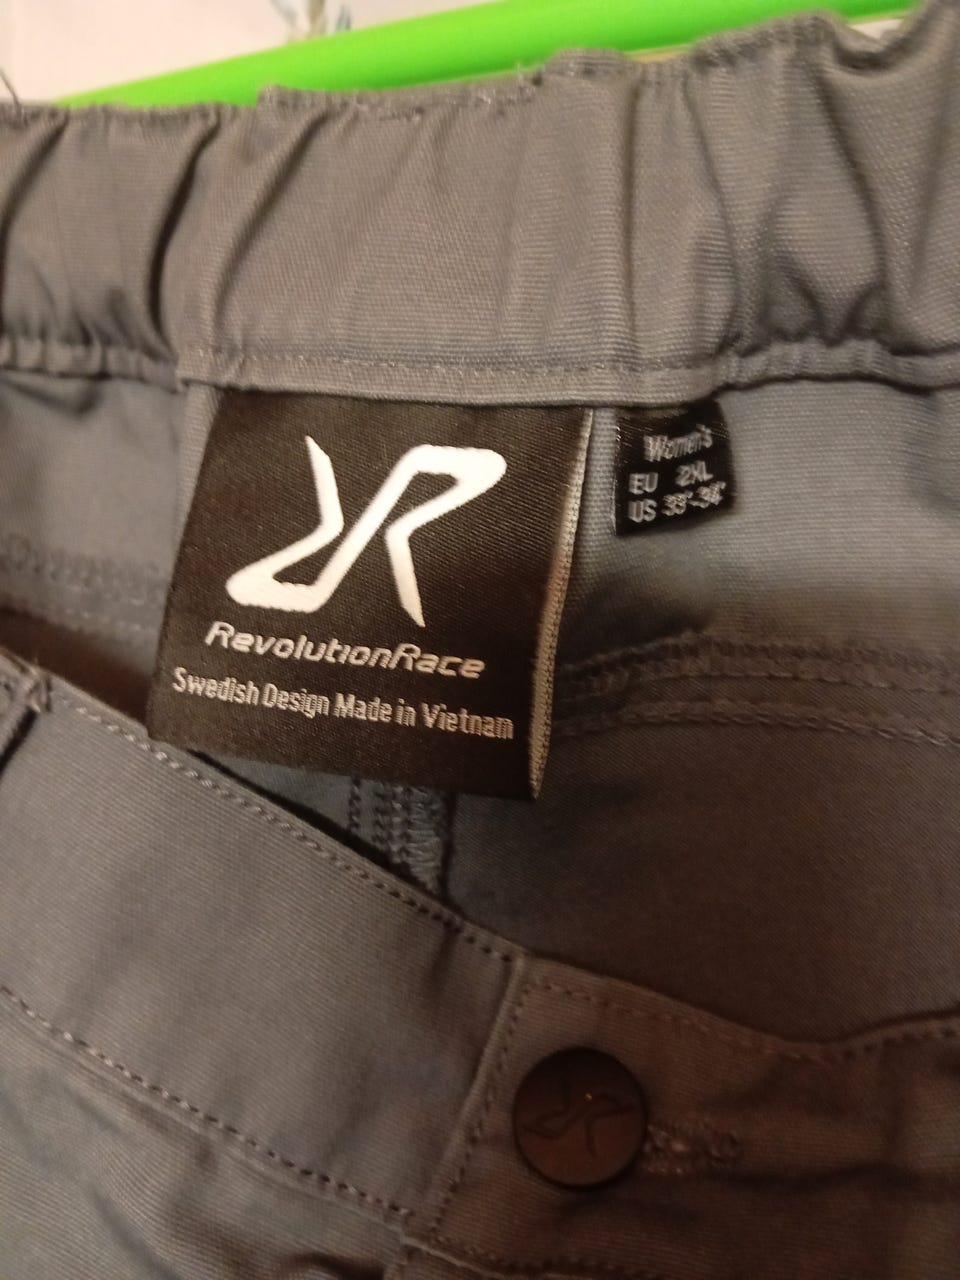 RevolutionRace
Swedish Design Made in Vietnam
Women's
EU 2XL
US 33"-34"